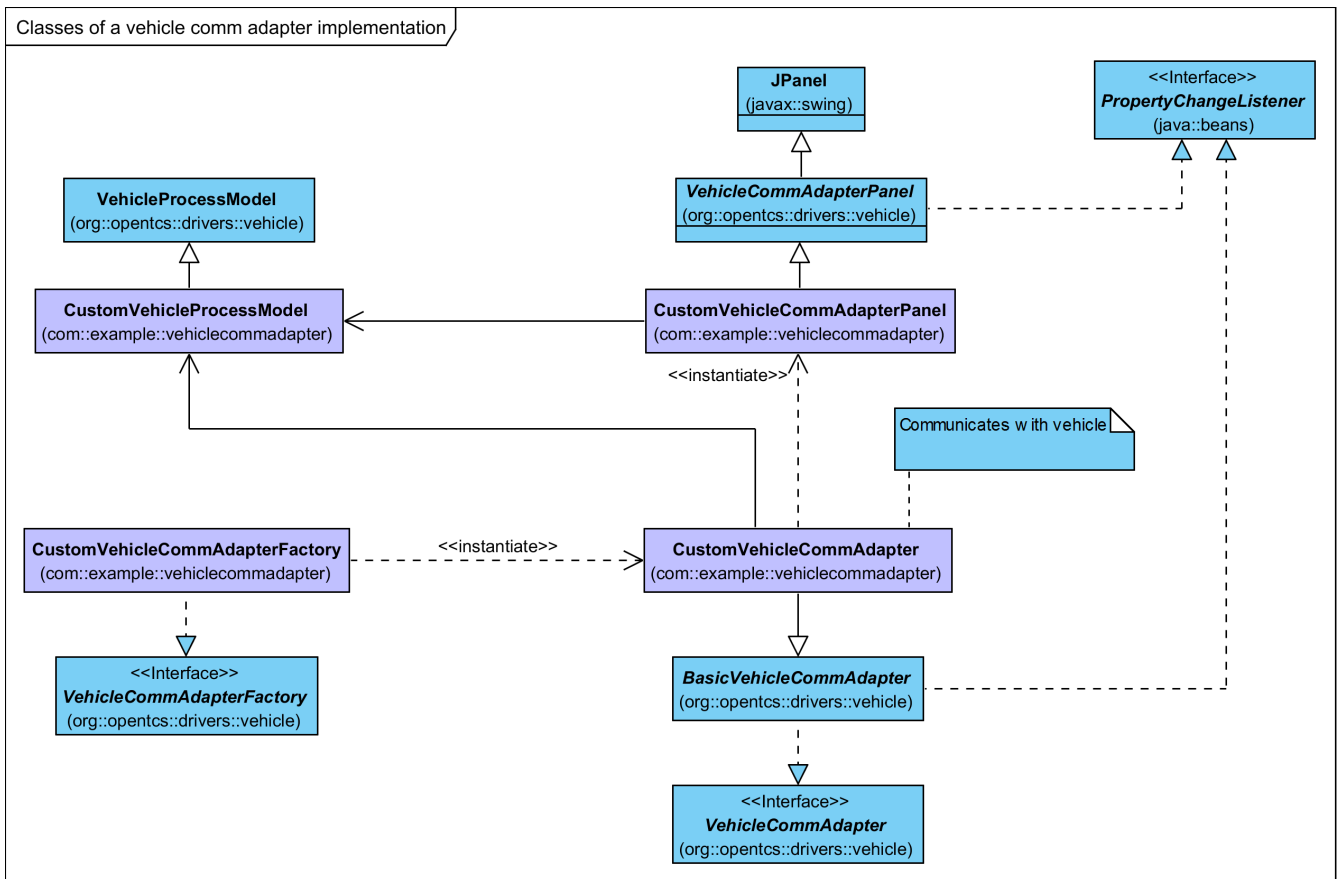 Classes of a vehicle comm adapter implementation
JPanel
(javax::swing)
<<Interface>>
PropertyChangeListener
(java::beans)
VehicleProcessModel
(org::opentcs::drivers::vehicle)
VehicleCommAdapterPanel
(org::opentcs::drivers::vehicle)
CustomVehicleProcessModel
(com::example::vehiclecommadapter)
CustomVehicleCommAdapterPanel
(com::example::vehiclecommadapter)
<<instantiate>>
Communicates with vehicle
CustomVehicleCommAdapterFactory
(com::example::vehiclecommadapter)
<<instantiate>>
CustomVehicleCommAdapter
(com::example::vehiclecommadapter)
<<Interface>>
VehicleCommAdapterFactory
(org::opentcs::drivers::vehicle)
BasicVehicleCommAdapter
(org::opentcs::drivers::vehicle)
<<Interface>>
VehicleCommAdapter
(org::opentcs::drivers::vehicle)